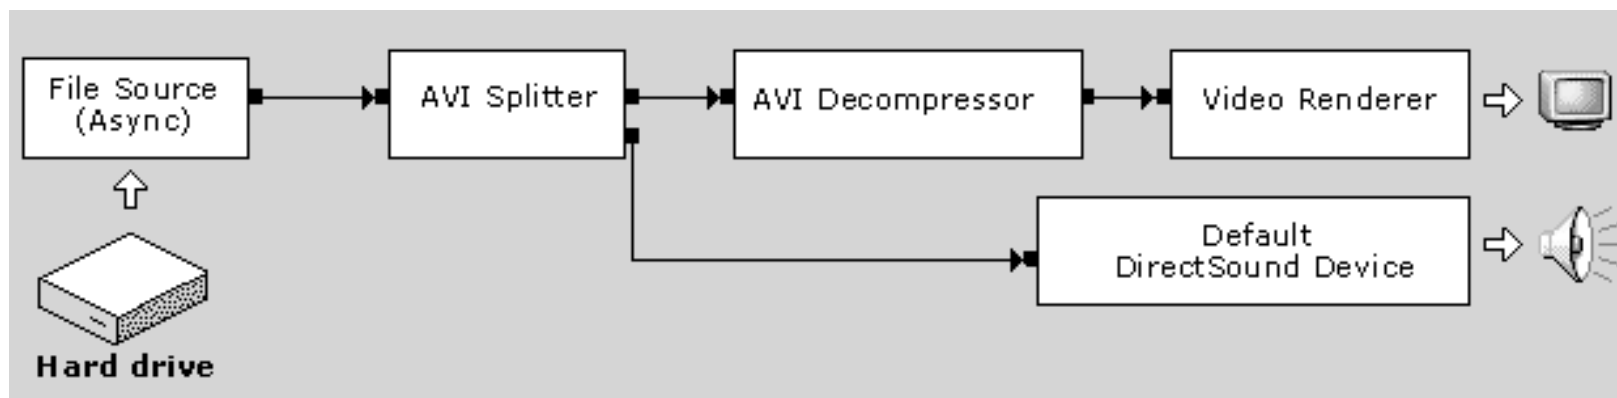 File Source
(Async)
AVI Splitter
AVI Decompressor
Video Renderer
Default
DirectSound Device
Hard drive